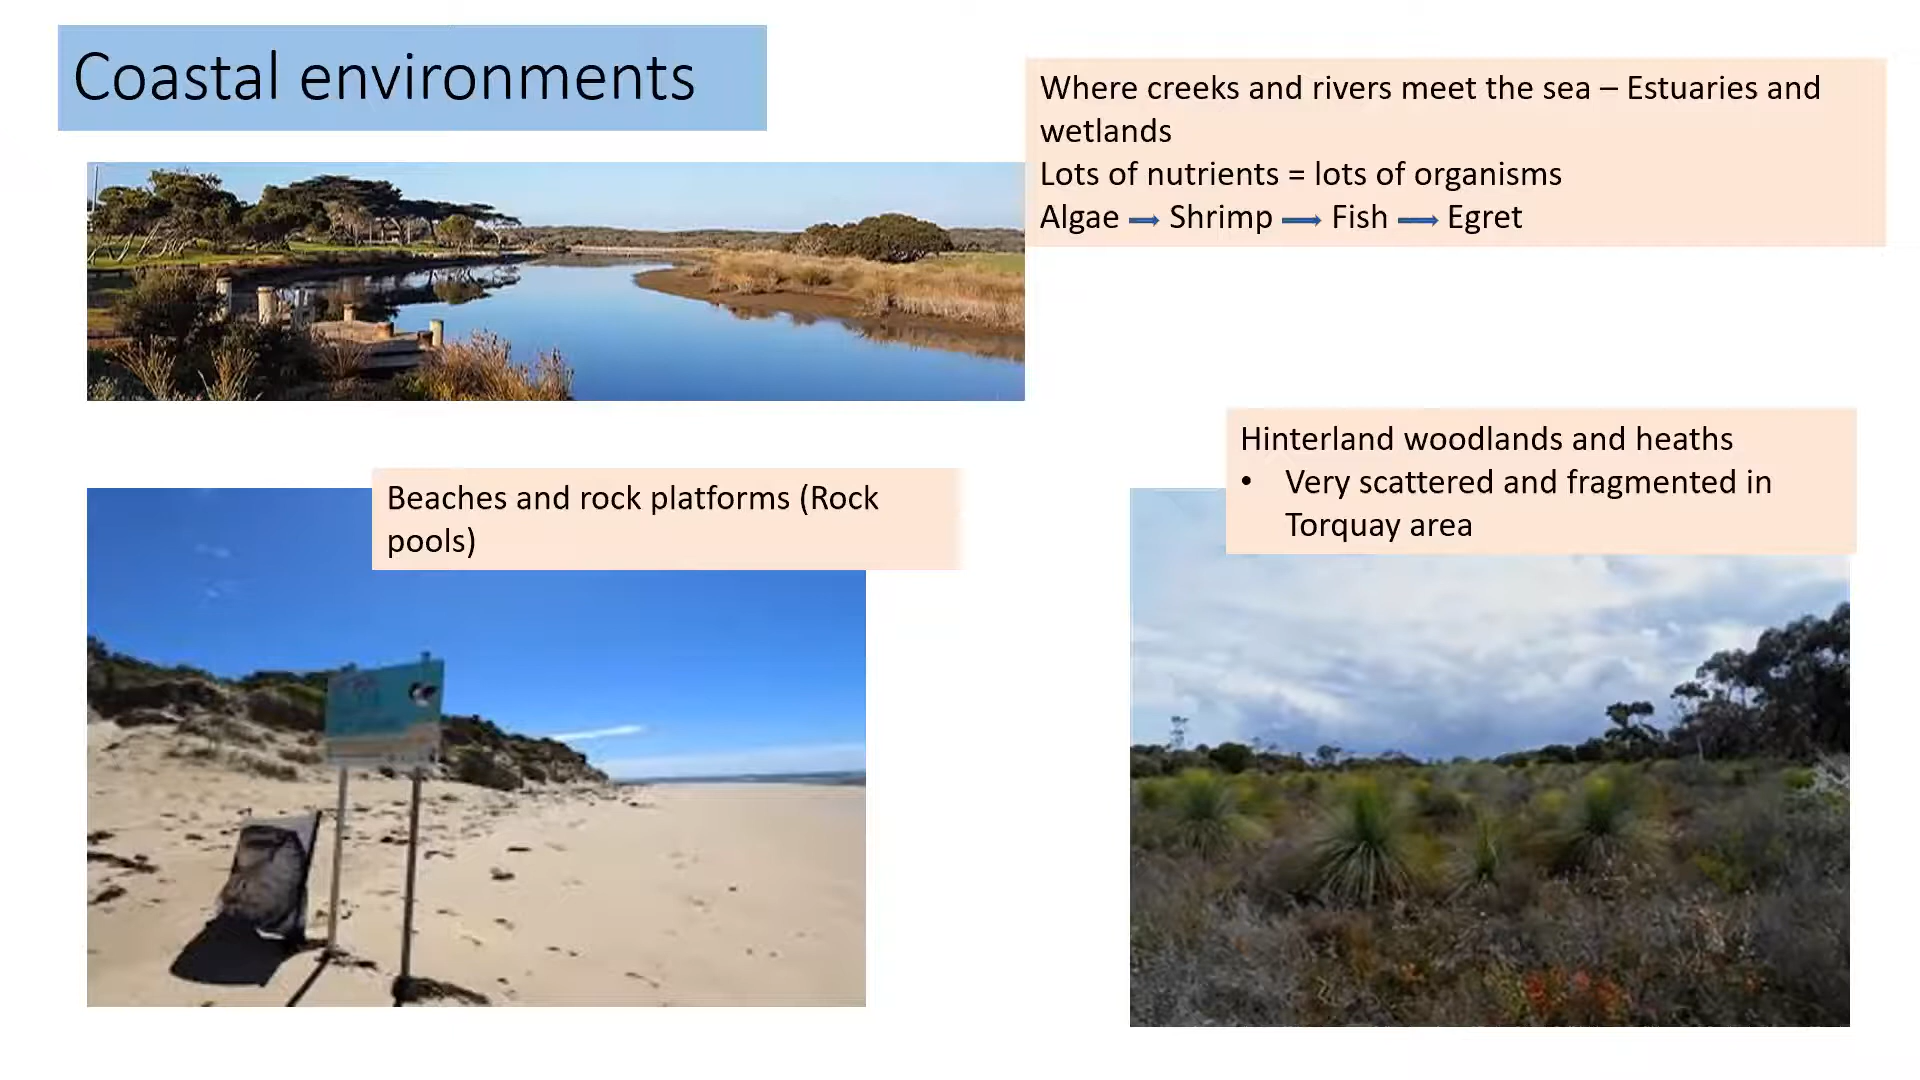 Coastal environments
Where creeks and rivers meet the sea – Estuaries and
wetlands
Lots of nutrients = lots of organisms
Algae → Shrimp → Fish → Egret
Beaches and rock platforms (Rock
pools)
Hinterland woodlands and heaths
• Very scattered and fragmented in
Torquay area